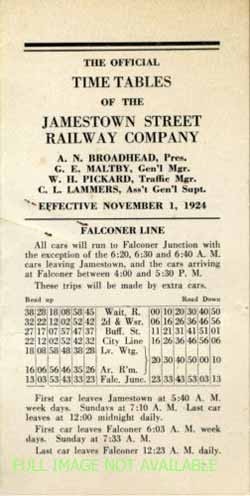 THE OFFICIAL
TIME TABLES
OF THE
JAMESTOWN STREET
RAILWAY COMPANY
A. N. BROADHEAD, Pres.
G. E. MALTBY, Gen'l Mgr.
W. H. PICKARD, Traffic Mgr.
C. L. LAMMERS, Ass't Gen'l Supt.
EFFECTIVE NOVEMBER 1, 1924
FALCONER LINE
All cars will run to Falconer Junction with
the exception of the 6:20, 6:30 and 6:40 A. M.
cars leaving Jamestown, and the cars arriving
at Falconer between 4:00 and 5:30 P. M.
These trips will be made by extra cars.
Read up Read Down
38 28 18 08 58 45 Wait, R. 00 10 20 30 40 50
32 22 12 02 52 42 2d & Wsr. 06 16 26 36 46 56
27 17 07 57 47 37 Buff. St. 11 21 31 41 51 01
22 12 02 52 42 32 City Line 16 26 36 46 56 06
18 08 58 48 38 28 Lv. Wtg.
20 30 40 50 00 10
16 06 56 46 35 26 Ar. R'm.
13 03 53 43 33 23 Falc. Junc. 23 33 43 53 03 13
First car leaves Jamestown at 5:40 A. M.
week days. Sundays at 7:10 A. M. Last car
leaves at 12:00 midnight daily.
First car leaves Falconer 6:03 A. M. week
days. Sunday at 7:33 A. M.
Last car leaves Falconer 12:23 A. M. daily.
FULL IMAGE NOT AVAILABLE